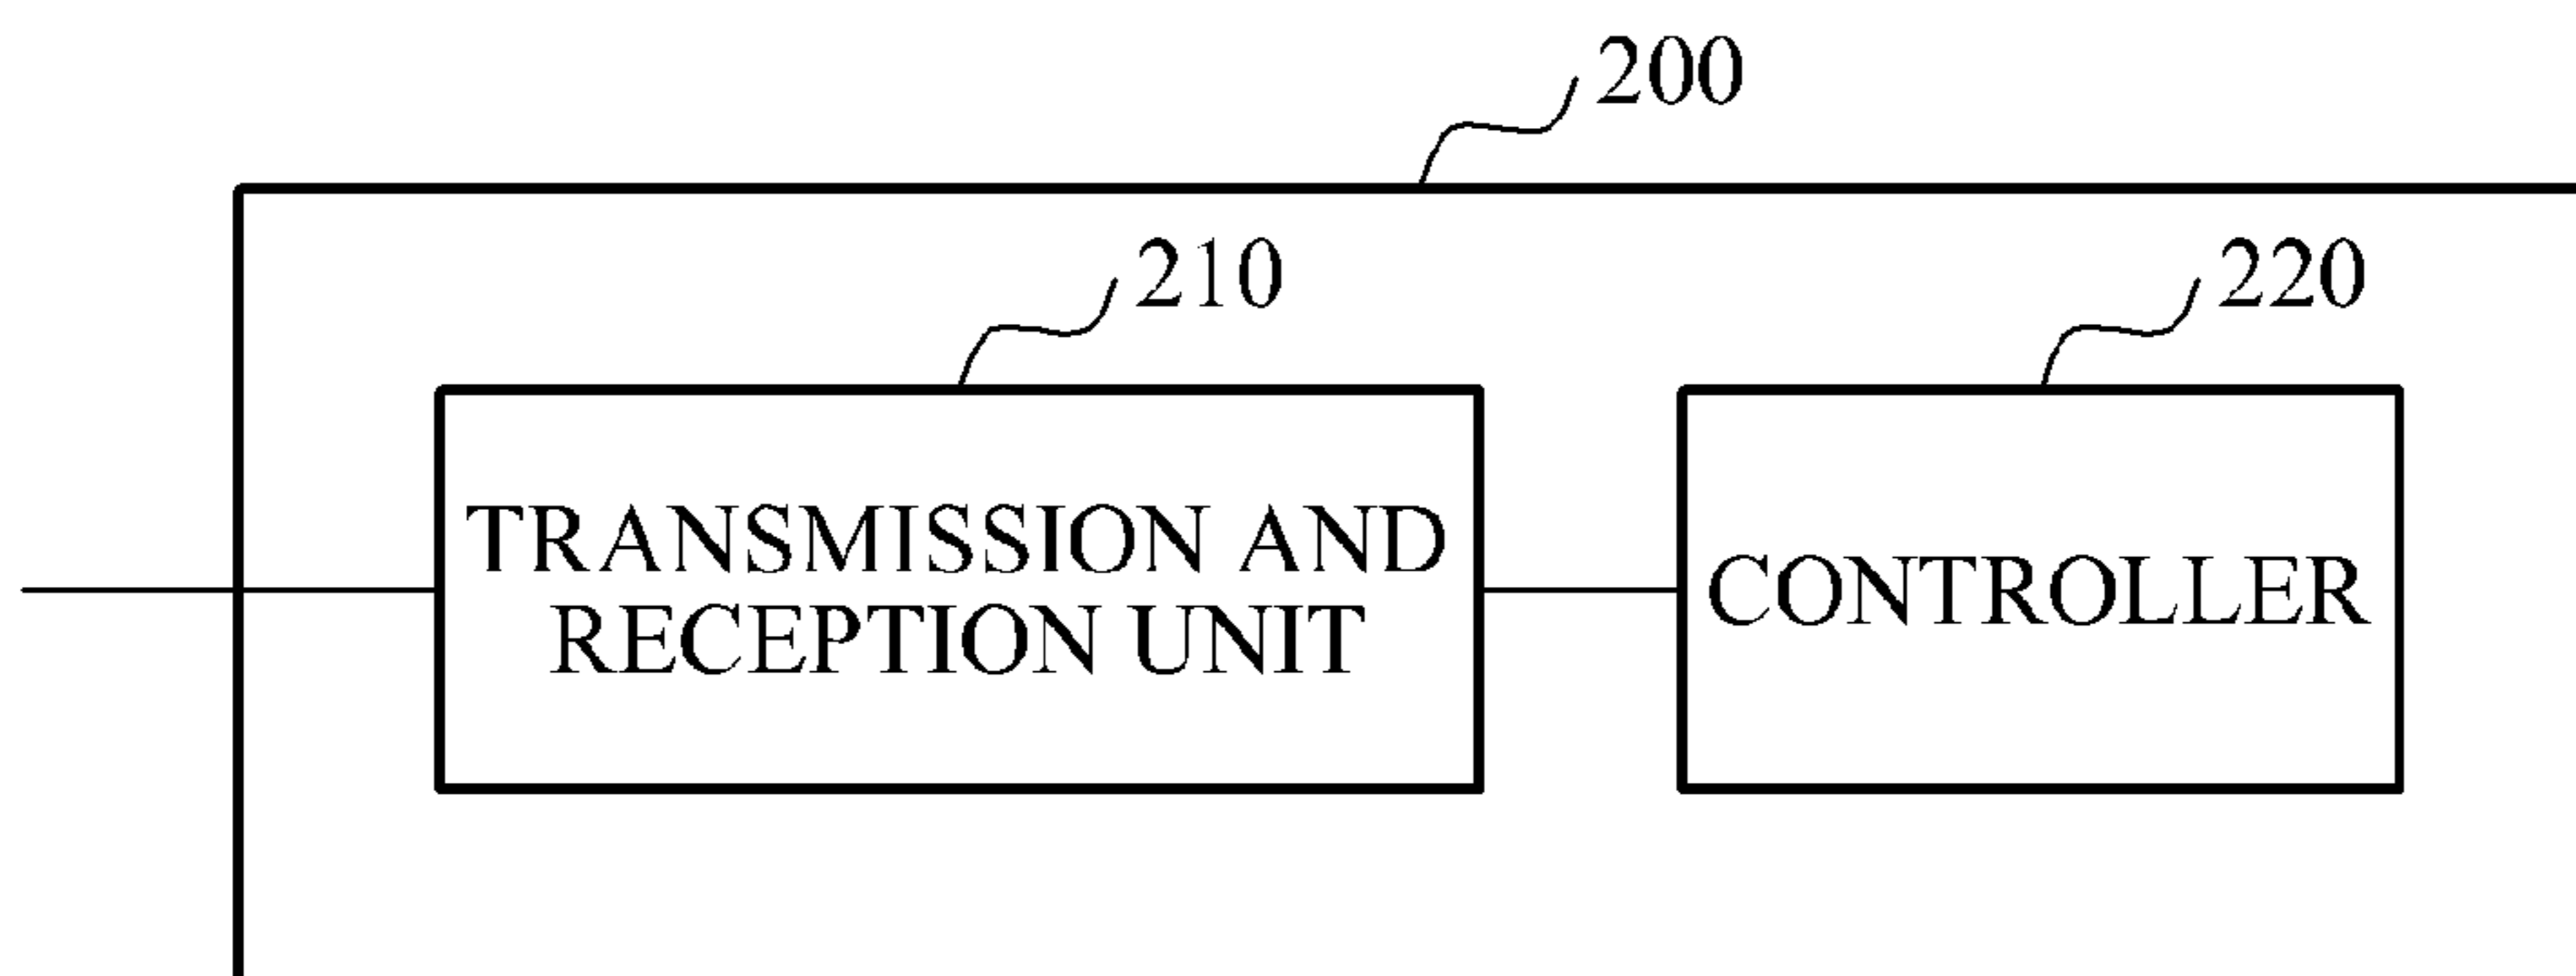 200
210
220
TRANSMISSION AND
RECEPTION UNIT
CONTROLLER